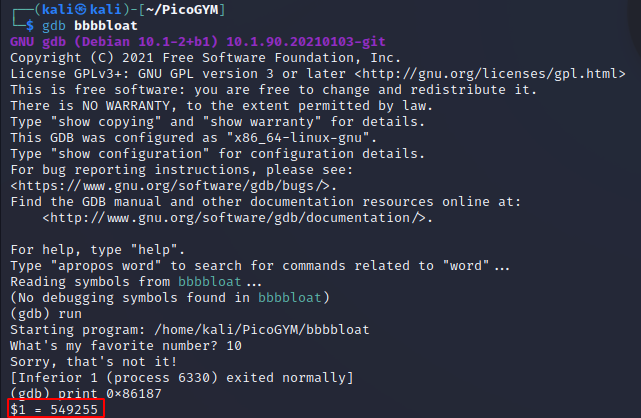 ┌──(kali㉿kali)-[~/PicoGYM]
└─$ gdb bbbbloat
GNU gdb (Debian 10.1-2+b1) 10.1.90.20210103-git
Copyright (C) 2021 Free Software Foundation, Inc.
License GPLv3+: GNU GPL version 3 or later <http://gnu.org/licenses/gpl.html>
This is free software: you are free to change and redistribute it.
There is NO WARRANTY, to the extent permitted by law.
Type "show copying" and "show warranty" for details.
This GDB was configured as "x86_64-linux-gnu".
Type "show configuration" for configuration details.
For bug reporting instructions, please see:
<https://www.gnu.org/software/gdb/bugs/>.
Find the GDB manual and other documentation resources online at:
    <http://www.gnu.org/software/gdb/documentation/>.

For help, type "help".
Type "apropos word" to search for commands related to "word"...
Reading symbols from bbbbloat...
(No debugging symbols found in bbbbloat)
(gdb) run
Starting program: /home/kali/PicoGYM/bbbbloat
What's my favorite number? 10
Sorry, that's not it!
[Inferior 1 (process 6330) exited normally]
(gdb) print 0x86187
$1 = 549255